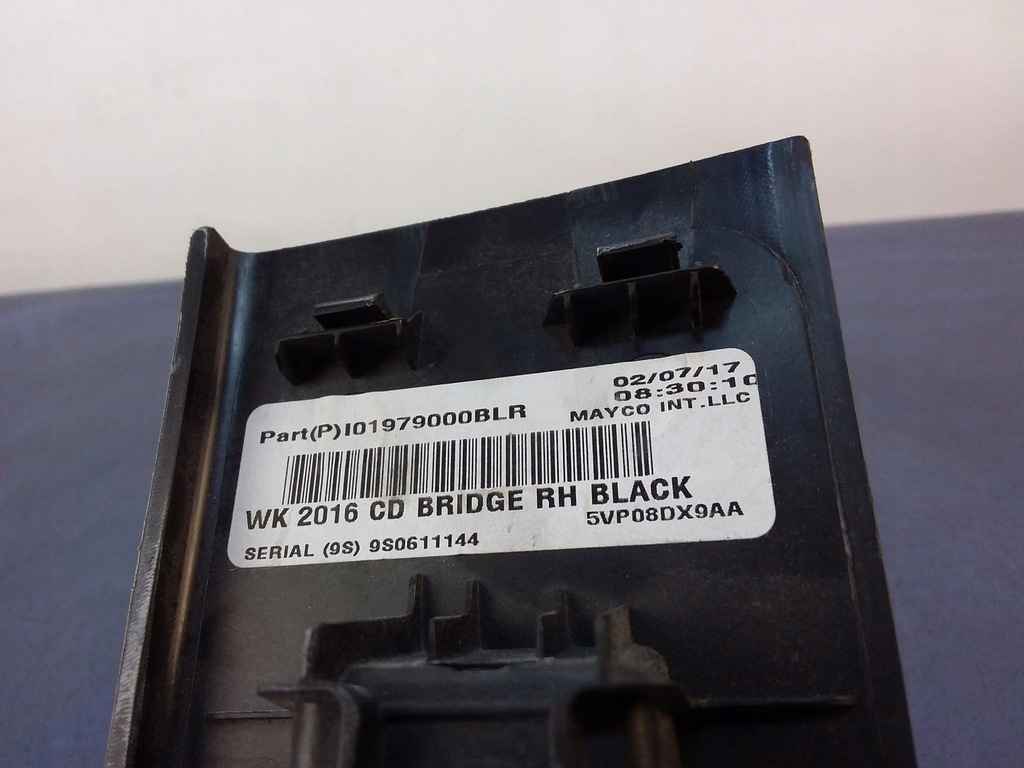 02/07/17
08:30:10
Part(P)I01979000BLR
MAYCO INT.LLC
WK 2016 CD BRIDGE RH BLACK
5VP08DX9AA
SERIAL (9S) 9S0611144